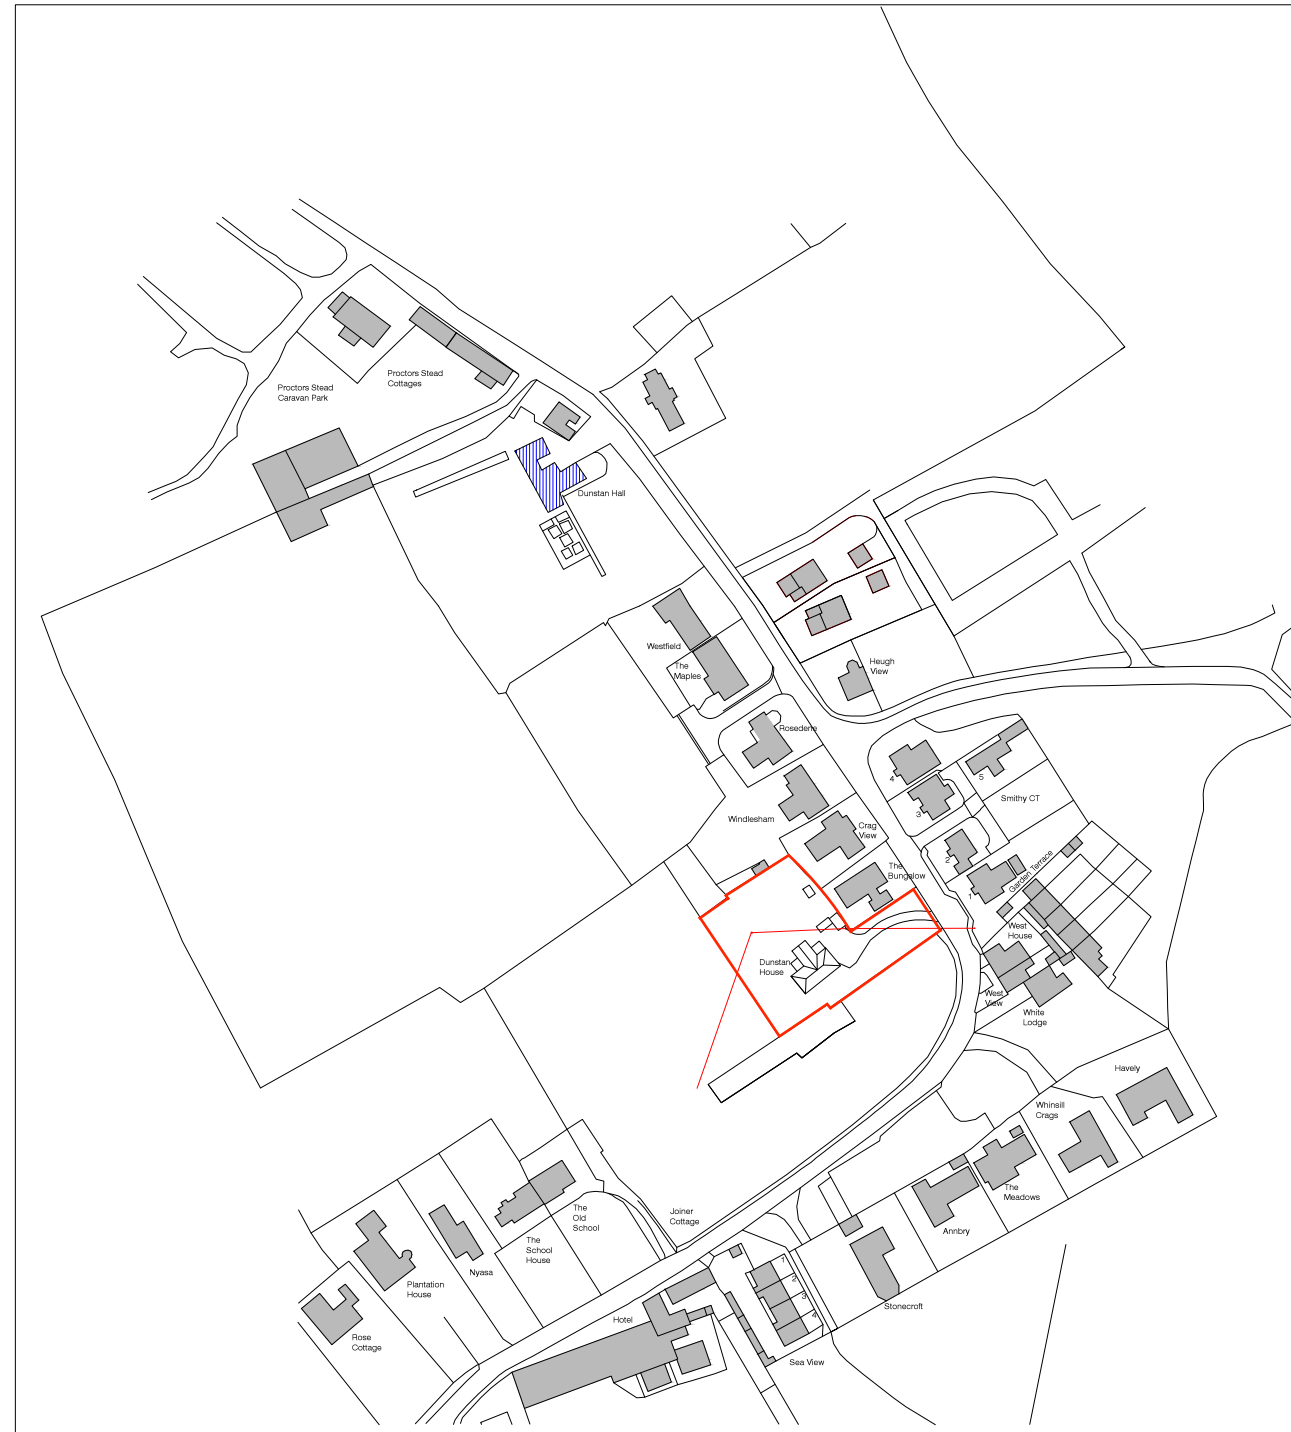 Proctors Stead
Cottages
Proctors Stead
Caravan Park
Dunstan Hall
Westfield
The
Maples
Heugh
View
Rosedene
4
5
Smithy CT
3
Windlesham
Crag
View
2
Garden Terrace
The
Bungalow
1
West
House
Dunstan
House
West
View
White
Lodge
Havely
Whinsill
Crags
The
Meadows
Annbry
Joiner
Cottage
The
Old
School
The
School
House
Nyasa
Plantation
House
1
2
3
4
Stonecroft
Hotel
Rose
Cottage
Sea View